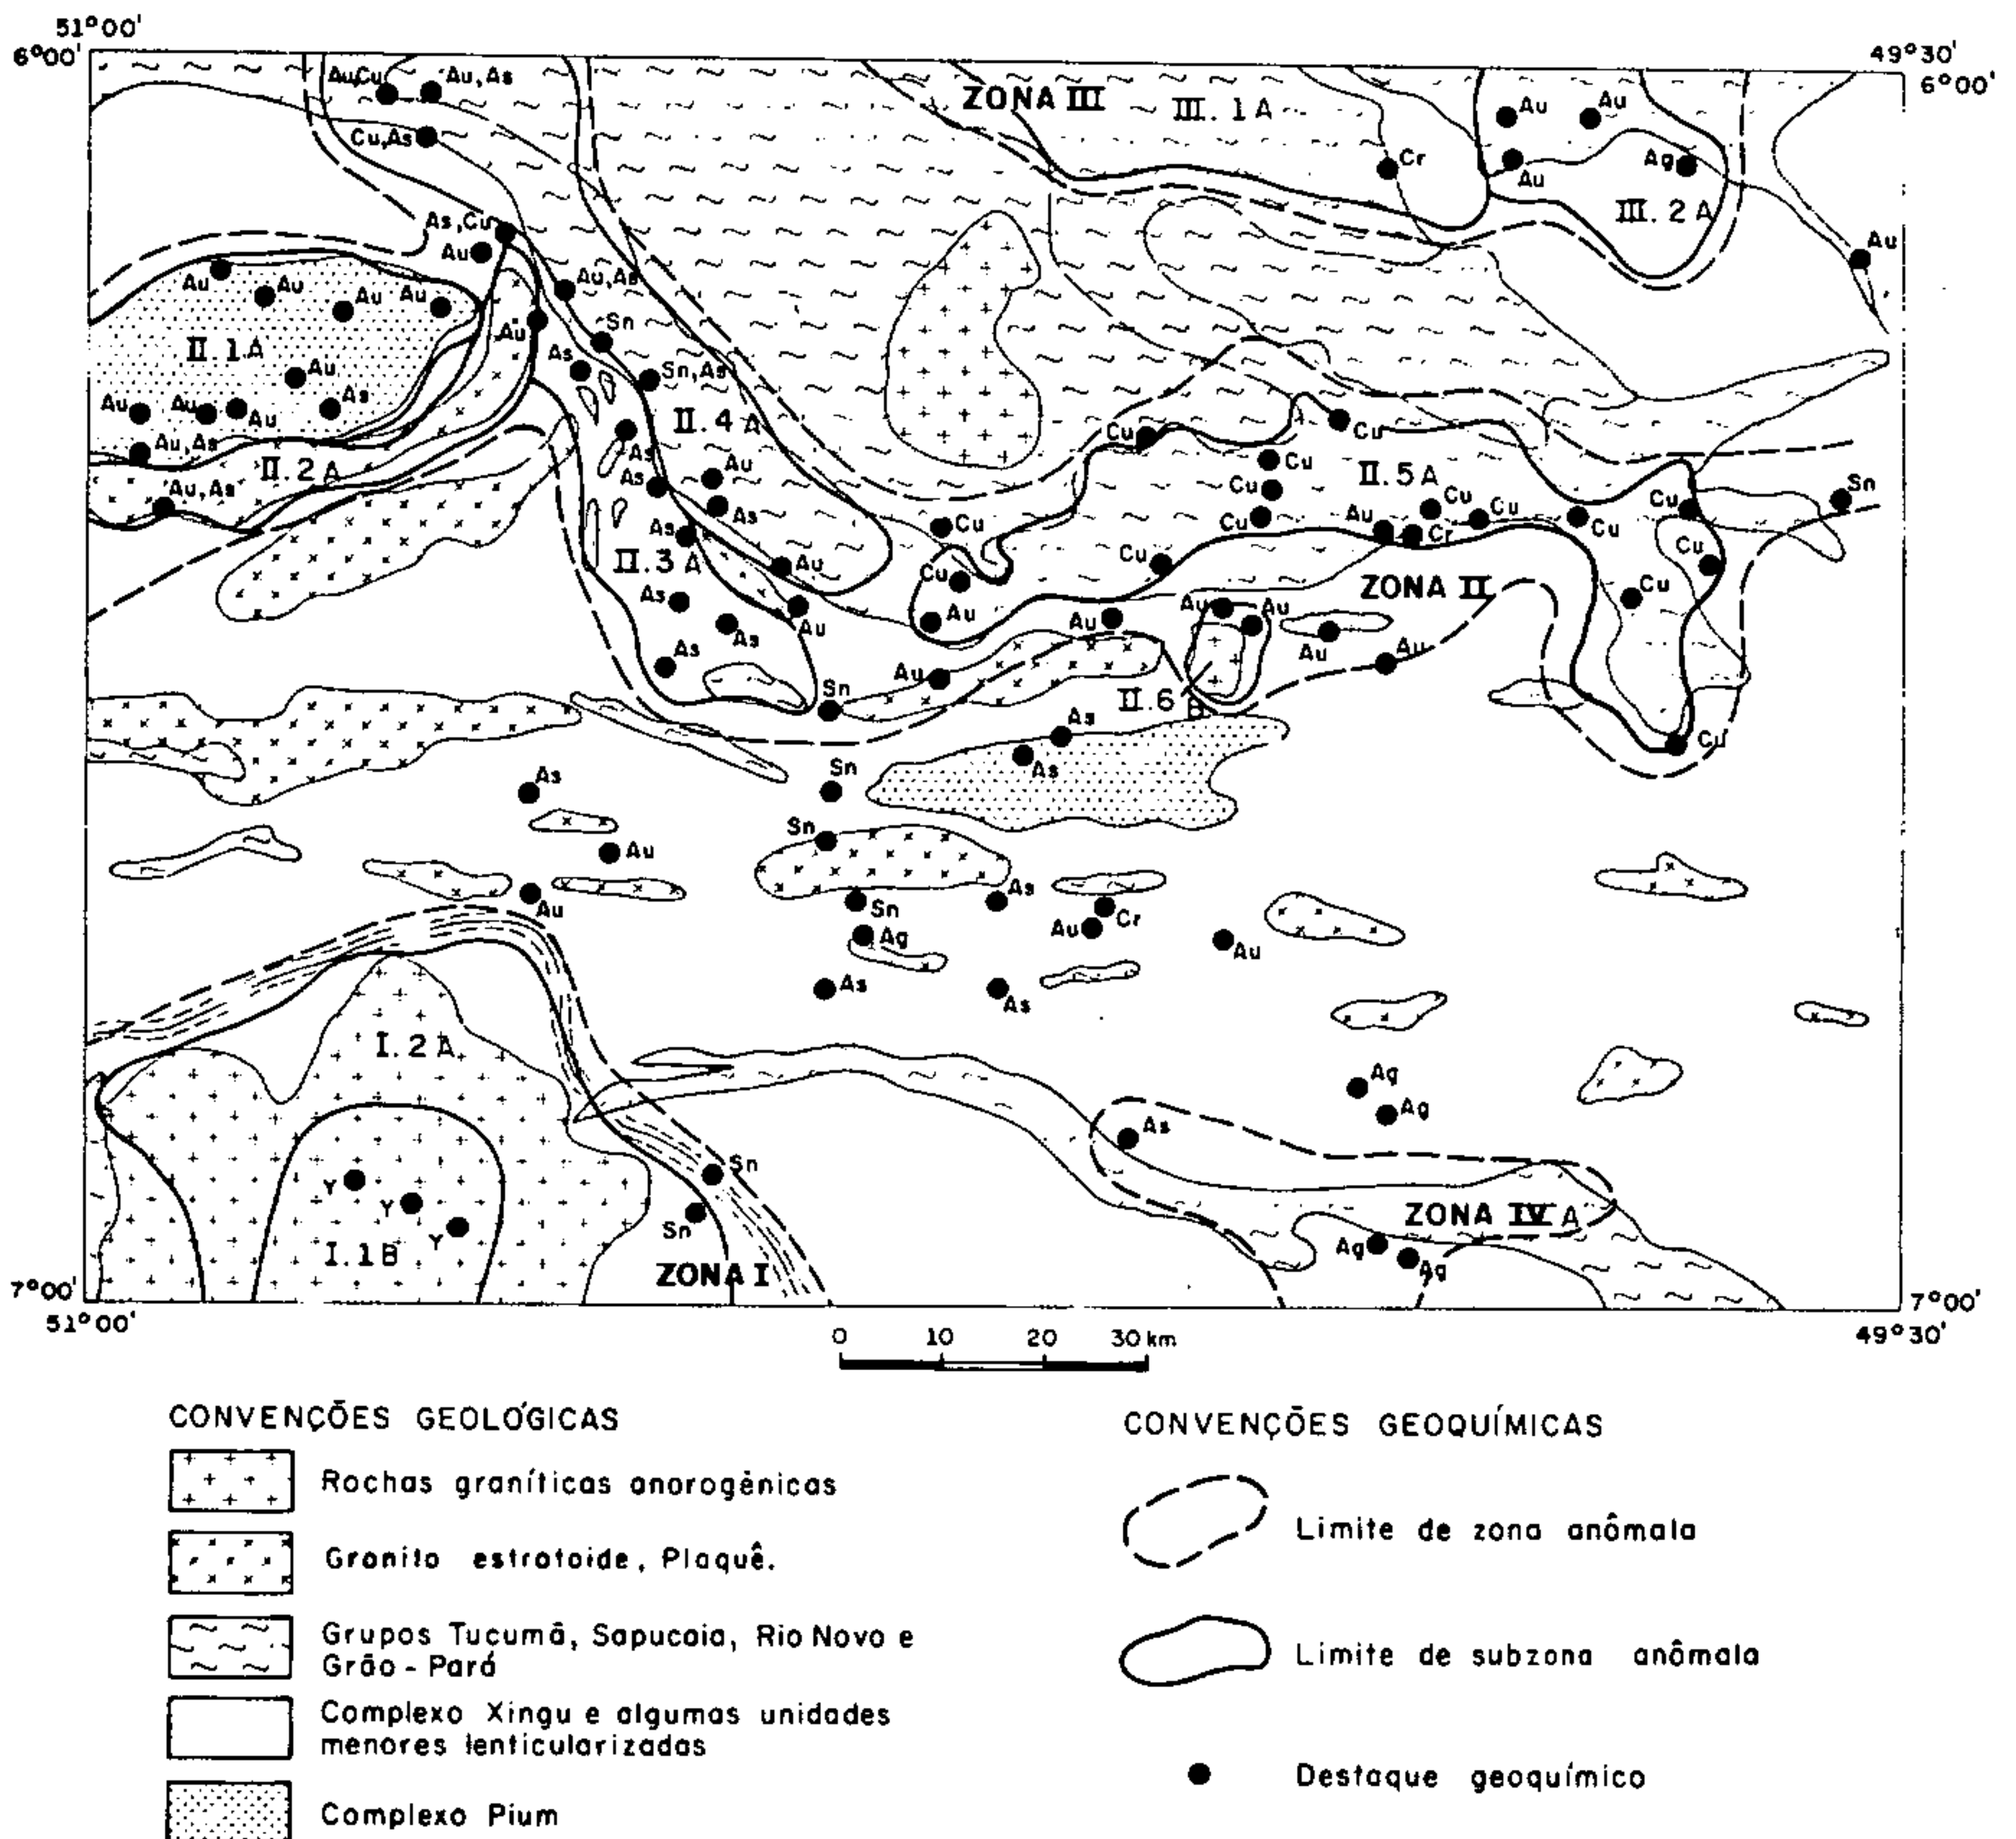 51°00'
6°00'
49°30'
6°00'
Au,Cu
Au,As
Cu,As
ZONA III
III. 1 A
Au
Au
Cr
Au
Ag
III. 2 A
As,Cu
Au
Au
Au
Au
Au
Au
Au,As
Au
Sn
II.1A
As
Au
Sn,As
As
Au
Au
Au
Au,As
II.4 A
Cu
Cu
II.2 A
As
Au
Cu
II.5 A
Au,As
As
As
Cu
Cu
Cu
Au
Cr
Cu
Cu
Cu
Sn
As
Cu
Cu
Cu
II.3 A
Au
Cu
ZONA II
Cu
As
Au
Au
Au
Au
Au
As
Au
Au
As
Au
Sn
II.6 B
As
As
Cu
As
Sn
Sn
Au
As
Au
Sn
Cr
Au
Ag
Au
As
As
I.2 A
Ag
Ag
As
Sn
Y
Y
Y
Sn
ZONA IV A
I.1B
ZONA I
Ag
Ag
7°00'
51°00'
7°00'
49°30'
0 10 20 30 km
CONVENÇÕES GEOLÓGICAS
Rochas graníticas anorogênicas
Granito estratoide, Plaquê.
Grupos Tucumã, Sapucaia, Rio Novo e
Grão - Pará
Complexo Xingu e algumas unidades
menores lenticularizadas
Complexo Pium
CONVENÇÕES GEOQUÍMICAS
Limite de zona anômala
Limite de subzona anômala
Destaque geoquímico